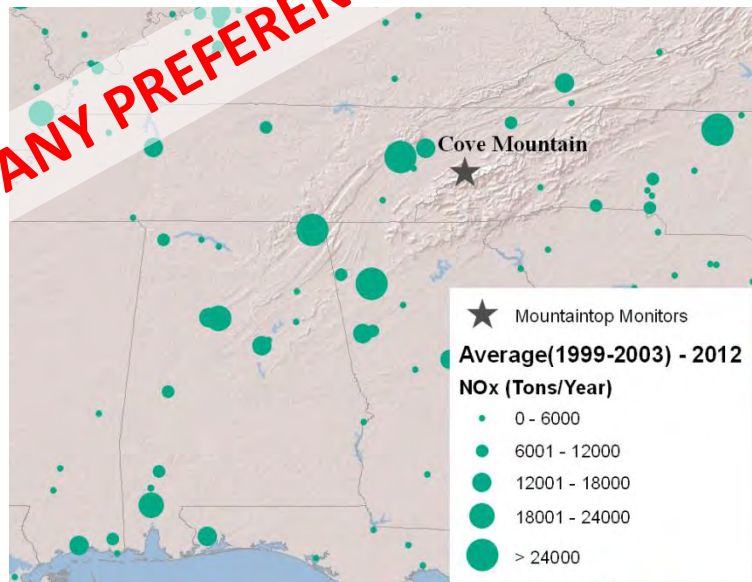 ANY PREFEREN
Cove Mountain
Mountaintop Monitors
Average(1999-2003) - 2012
NOx (Tons/Year)
0 - 6000
6001 - 12000
12001 - 18000
18001 - 24000
> 24000